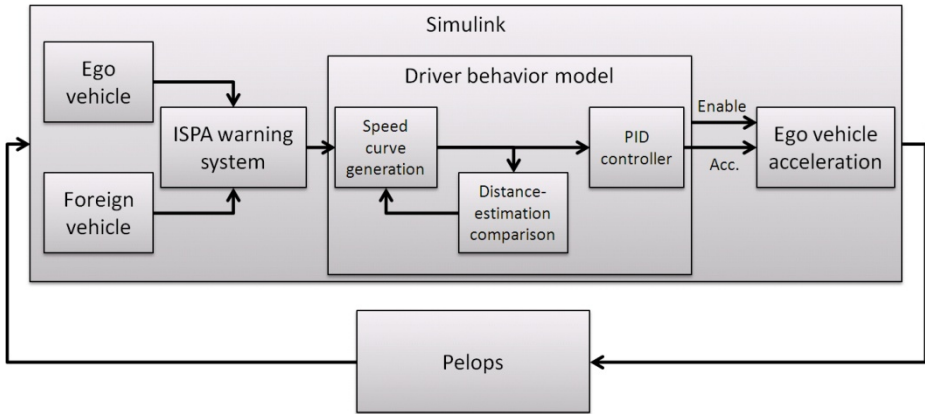 Simulink
Ego
vehicle
Foreign
vehicle
ISPA warning
system
Driver behavior model
Speed
curve
generation
Distance-
estimation
comparison
PID
controller
Enable
Acc.
Ego vehicle
acceleration
Pelops